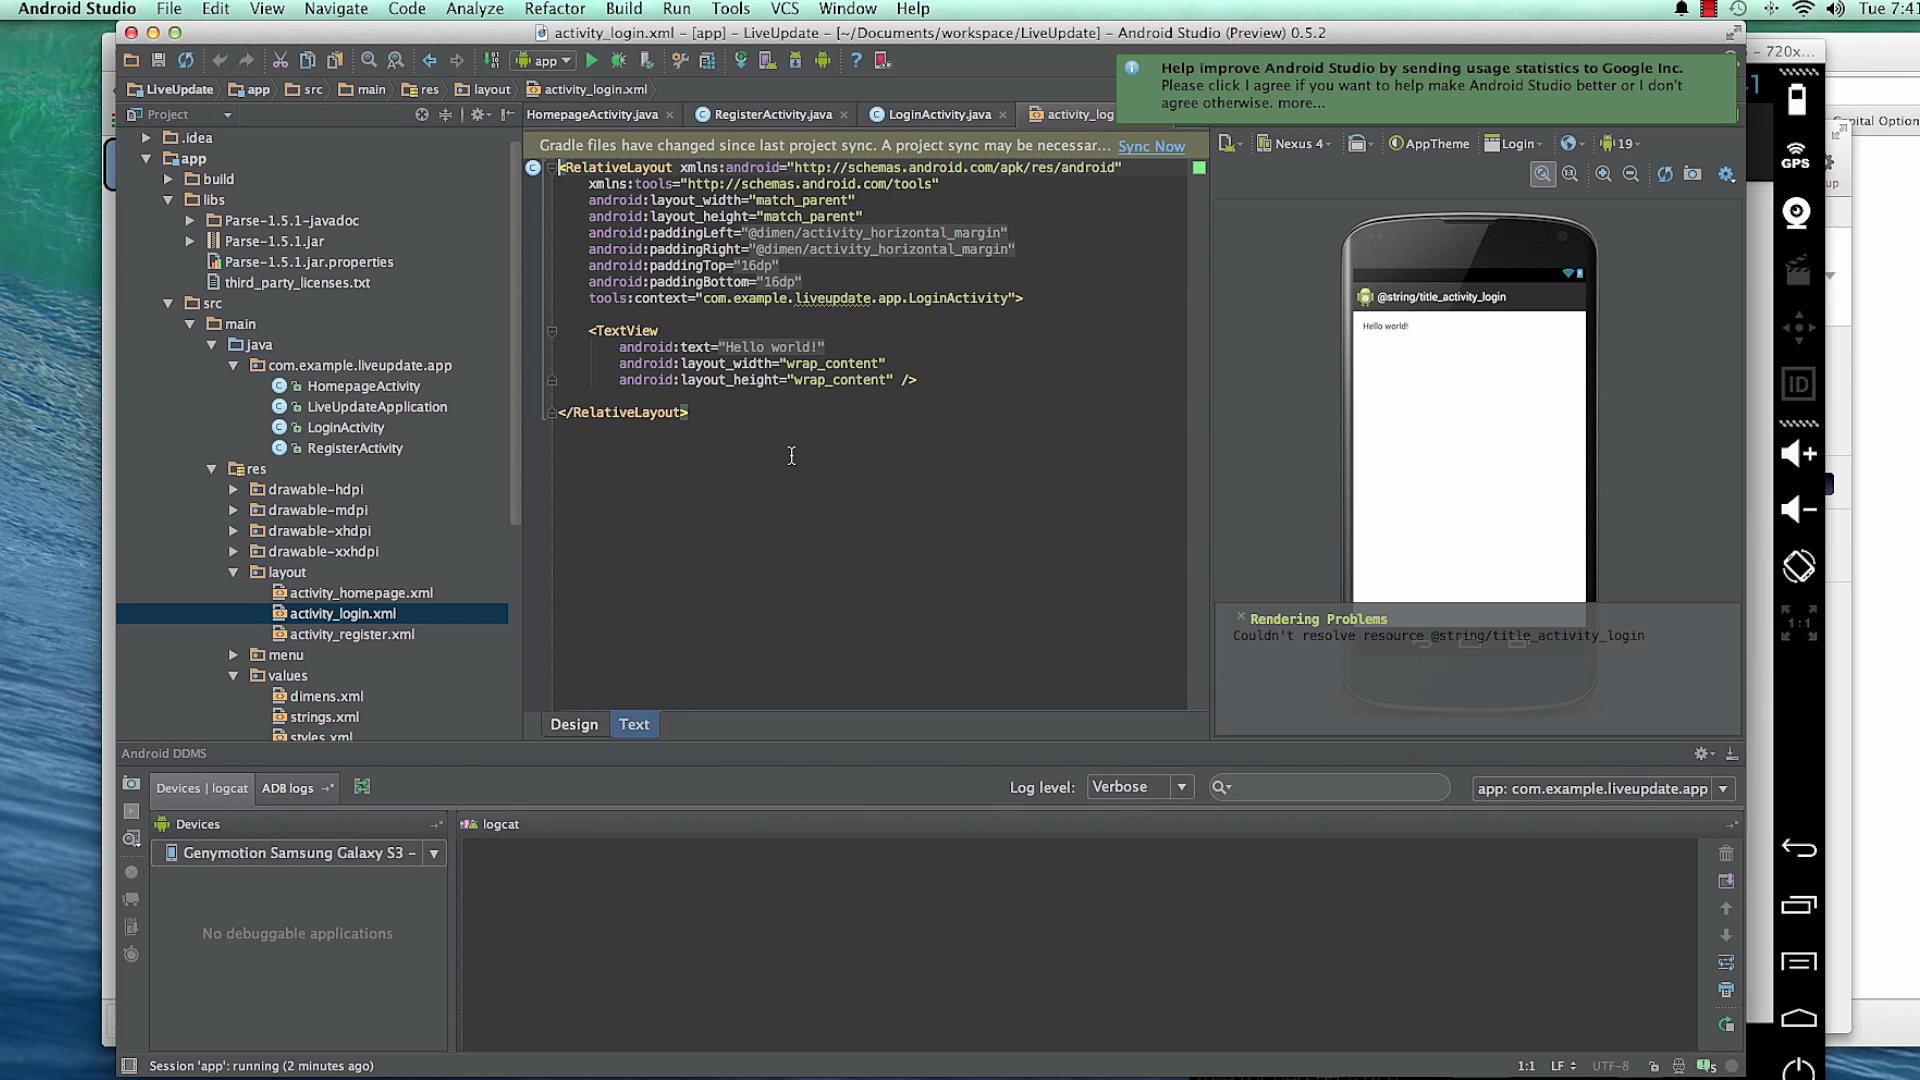 Android Studio File Edit View Navigate Code Analyze Refactor Build Run Tools VCS Window Help Tue 7:41
activity_login.xml – [app] – LiveUpdate – [~/Documents/workspace/LiveUpdate] – Android Studio (Preview) 0.5.2
– 720x...
app
Help improve Android Studio by sending usage statistics to Google Inc.
Please click I agree if you want to help make Android Studio better or I don't
agree otherwise. more...
LiveUpdate app src main res layout activity_login.xml
Project
HomepageActivity.java RegisterActivity.java LoginActivity.java activity_log
Capital Option
Gradle files have changed since last project sync. A project sync may be necessar... Sync Now
Nexus 4 AppTheme Login 19
.idea
app
build
libs
Parse-1.5.1-javadoc
Parse-1.5.1.jar
Parse-1.5.1.jar.properties
third_party_licenses.txt
src
main
java
com.example.liveupdate.app
HomepageActivity
LiveUpdateApplication
LoginActivity
RegisterActivity
res
drawable-hdpi
drawable-mdpi
drawable-xhdpi
drawable-xxhdpi
layout
activity_homepage.xml
activity_login.xml
activity_register.xml
menu
values
dimens.xml
strings.xml
styles.xml
<RelativeLayout xmlns:android="http://schemas.android.com/apk/res/android"
xmlns:tools="http://schemas.android.com/tools"
android:layout_width="match_parent"
android:layout_height="match_parent"
android:paddingLeft="@dimen/activity_horizontal_margin"
android:paddingRight="@dimen/activity_horizontal_margin"
android:paddingTop="16dp"
android:paddingBottom="16dp"
tools:context="com.example.liveupdate.app.LoginActivity">
<TextView
android:text="Hello world!"
android:layout_width="wrap_content"
android:layout_height="wrap_content" />
</RelativeLayout>
Design Text
@string/title_activity_login
Hello world!
Rendering Problems
Couldn't resolve resource @string/title_activity_login
GPS
ID
1:1
Android DDMS
Devices | logcat ADB logs
Log level: Verbose app: com.example.liveupdate.app
Devices
logcat
Genymotion Samsung Galaxy S3 –
No debuggable applications
Session 'app': running (2 minutes ago)
1:1 LF UTF-8 5